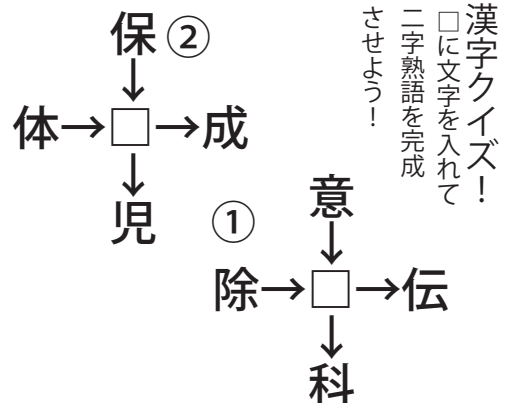 漢字クイズ！
□に文字を入れて
二字熟語を完成
させよう！
①
意
↓
除→□→伝
↓
科
②
保
↓
体→□→成
↓
児